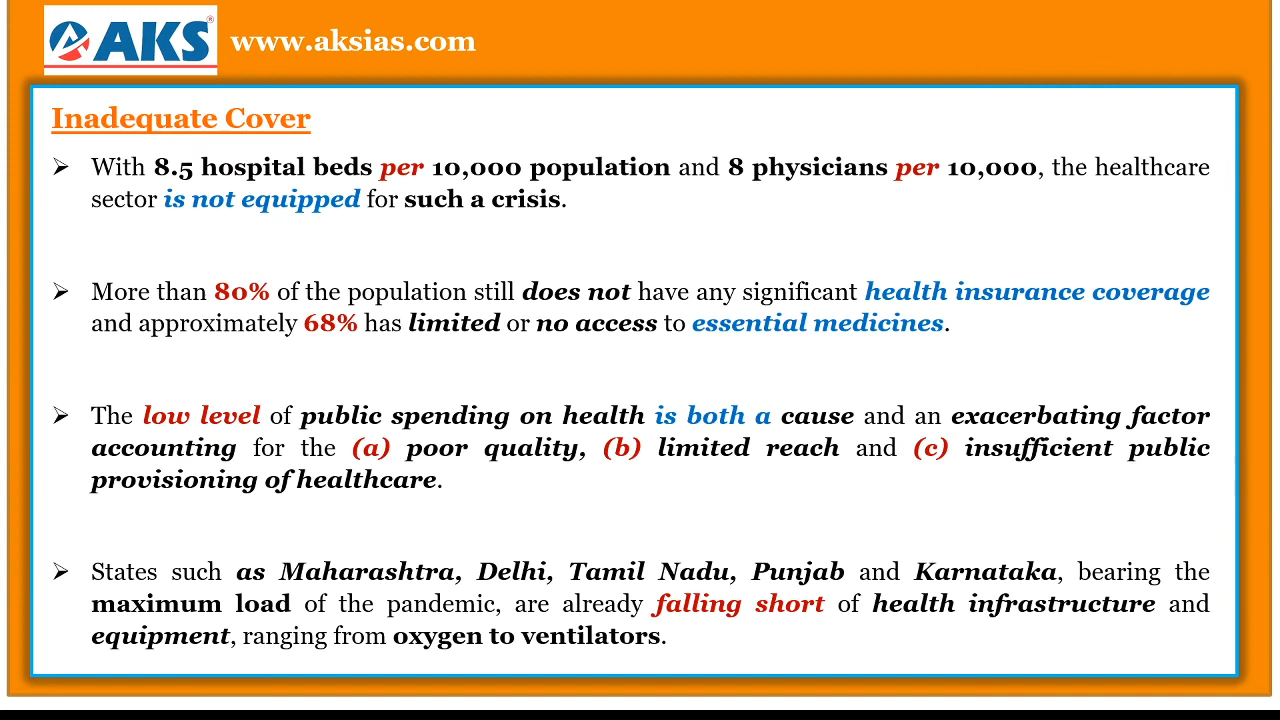 AKS® www.aksias.com
Inadequate Cover
➢ With 8.5 hospital beds per 10,000 population and 8 physicians per 10,000, the healthcare
sector is not equipped for such a crisis.
➢ More than 80% of the population still does not have any significant health insurance coverage
and approximately 68% has limited or no access to essential medicines.
➢ The low level of public spending on health is both a cause and an exacerbating factor
accounting for the (a) poor quality, (b) limited reach and (c) insufficient public
provisioning of healthcare.
➢ States such as Maharashtra, Delhi, Tamil Nadu, Punjab and Karnataka, bearing the
maximum load of the pandemic, are already falling short of health infrastructure and
equipment, ranging from oxygen to ventilators.